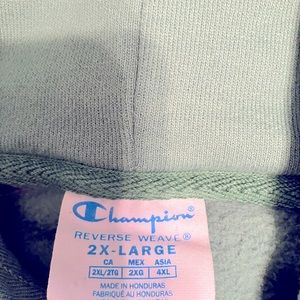 Champion
REVERSE WEAVE®
2X-LARGE
CA MEX ASIA
2XL/2TG 2XG 4XL
MADE IN HONDURAS
FABRIQUÉ AU HONDURAS